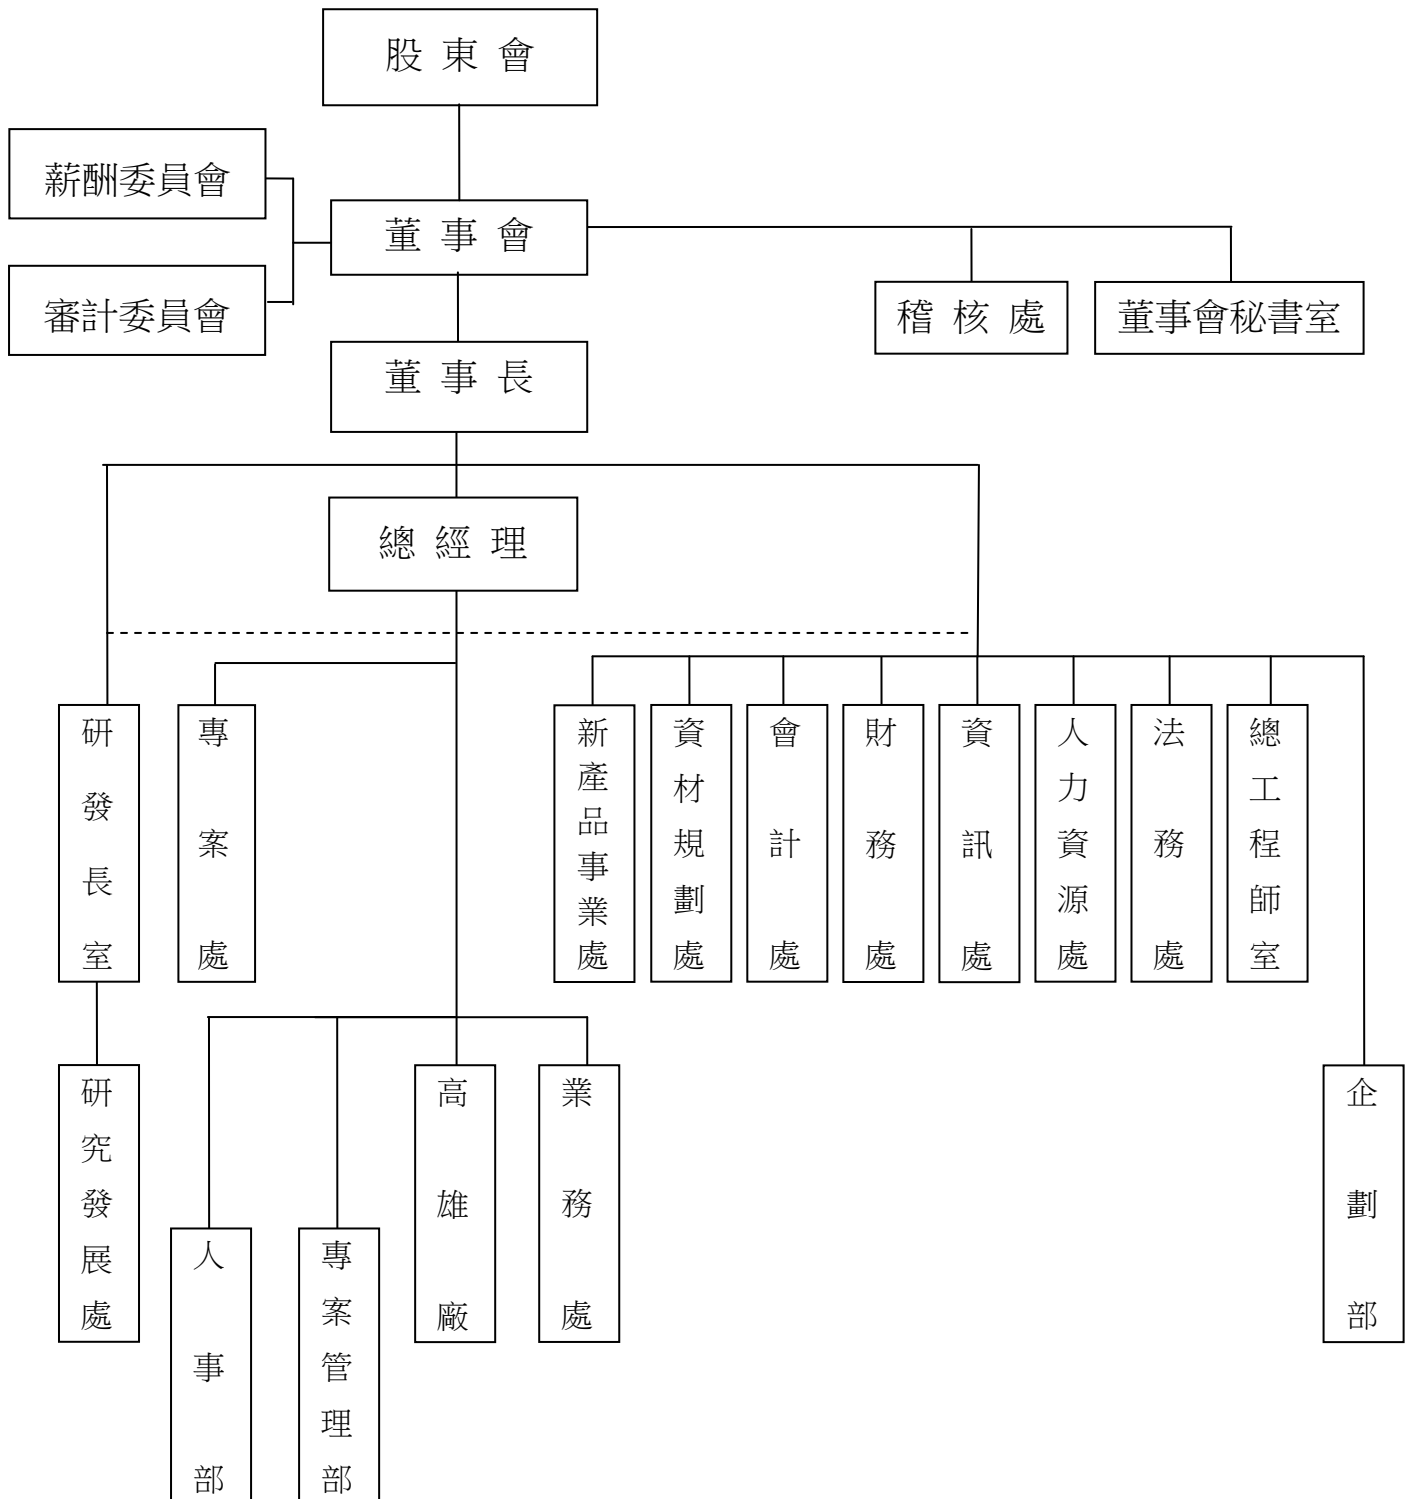 股東會
薪酬委員會
董事會
審計委員會
稽核處
董事會秘書室
董事長
總經理
研發長室
專案處
新產品事業處
資材規劃處
會計處
財務處
資訊處
人力資源處
法務處
總工程師室
研究發展處
高雄廠
業務處
企劃部
人事部
專案管理部